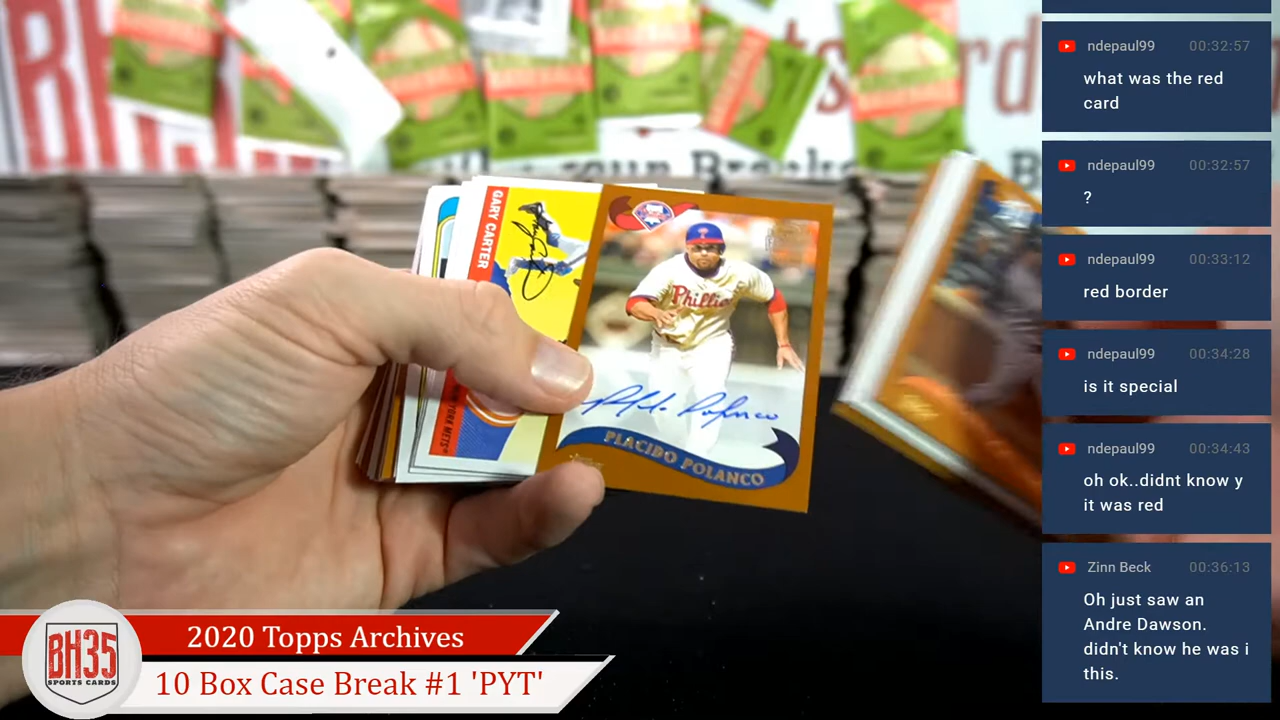 GARY CARTER
Phillies
PLACIDO POLANCO
BH35
SPORTS CARDS
2020 Topps Archives
10 Box Case Break #1 'PYT'
ndepaul99 00:32:57
what was the red
card
ndepaul99 00:32:57
?
ndepaul99 00:33:12
red border
ndepaul99 00:34:28
is it special
ndepaul99 00:34:43
oh ok..didnt know y
it was red
Zinn Beck 00:36:13
Oh just saw an
Andre Dawson.
didn't know he was i
this.